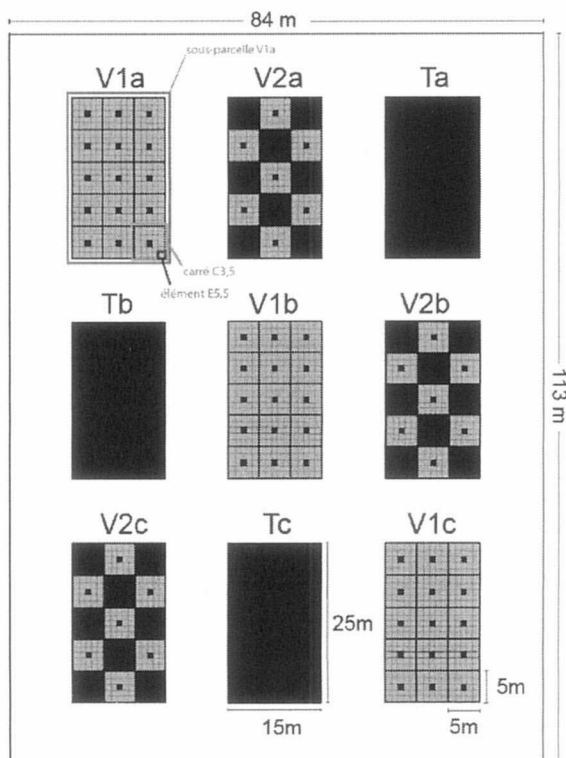 84 m
sous-parcelle V1a
V1a
V2a
Ta
carré C3,5
élément E5,5
Tb
V1b
V2b
113 m
V2c
Tc
V1c
25m
5m
15m
5m